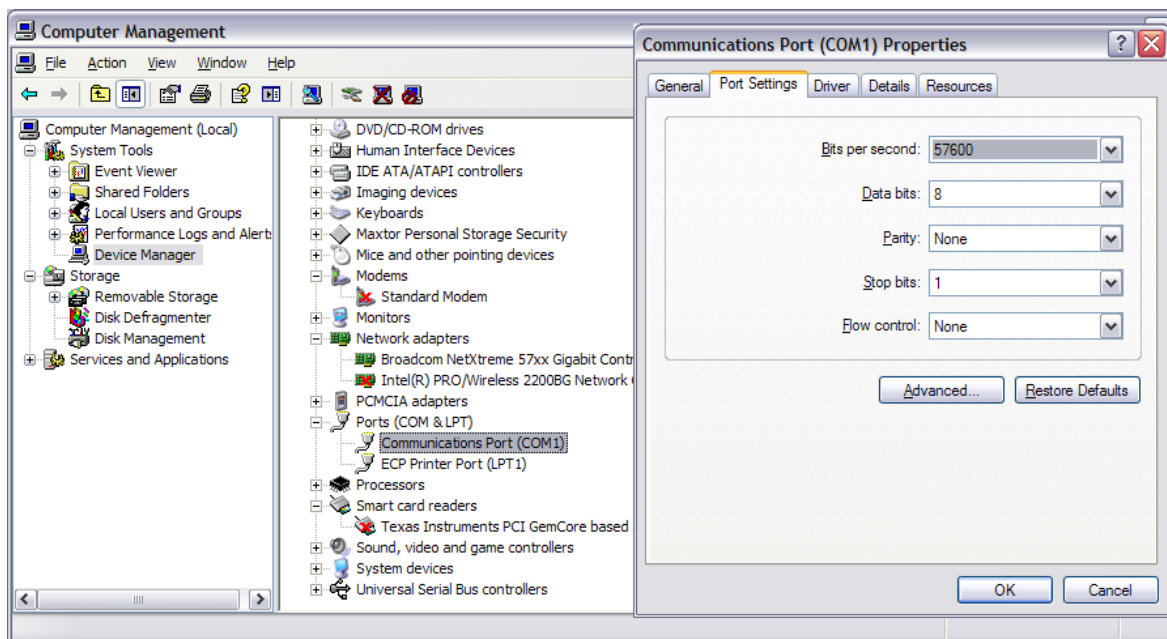 Computer Management
File Action View Window Help
Computer Management (Local)
System Tools
Event Viewer
Shared Folders
Local Users and Groups
Performance Logs and Alert
Device Manager
Storage
Removable Storage
Disk Defragmenter
Disk Management
Services and Applications
DVD/CD-ROM drives
Human Interface Devices
IDE ATA/ATAPI controllers
Imaging devices
Keyboards
Maxtor Personal Storage Security
Mice and other pointing devices
Modems
Standard Modem
Monitors
Network adapters
Broadcom NetXtreme 57xx Gigabit Contr
Intel(R) PRO/Wireless 2200BG Network
PCMCIA adapters
Ports (COM & LPT)
Communications Port (COM1)
ECP Printer Port (LPT1)
Processors
Smart card readers
Texas Instruments PCI GemCore based
Sound, video and game controllers
System devices
Universal Serial Bus controllers
Communications Port (COM1) Properties
General Port Settings Driver Details Resources
Bits per second: 57600
Data bits: 8
Parity: None
Stop bits: 1
Flow control: None
Advanced... Restore Defaults
OK Cancel